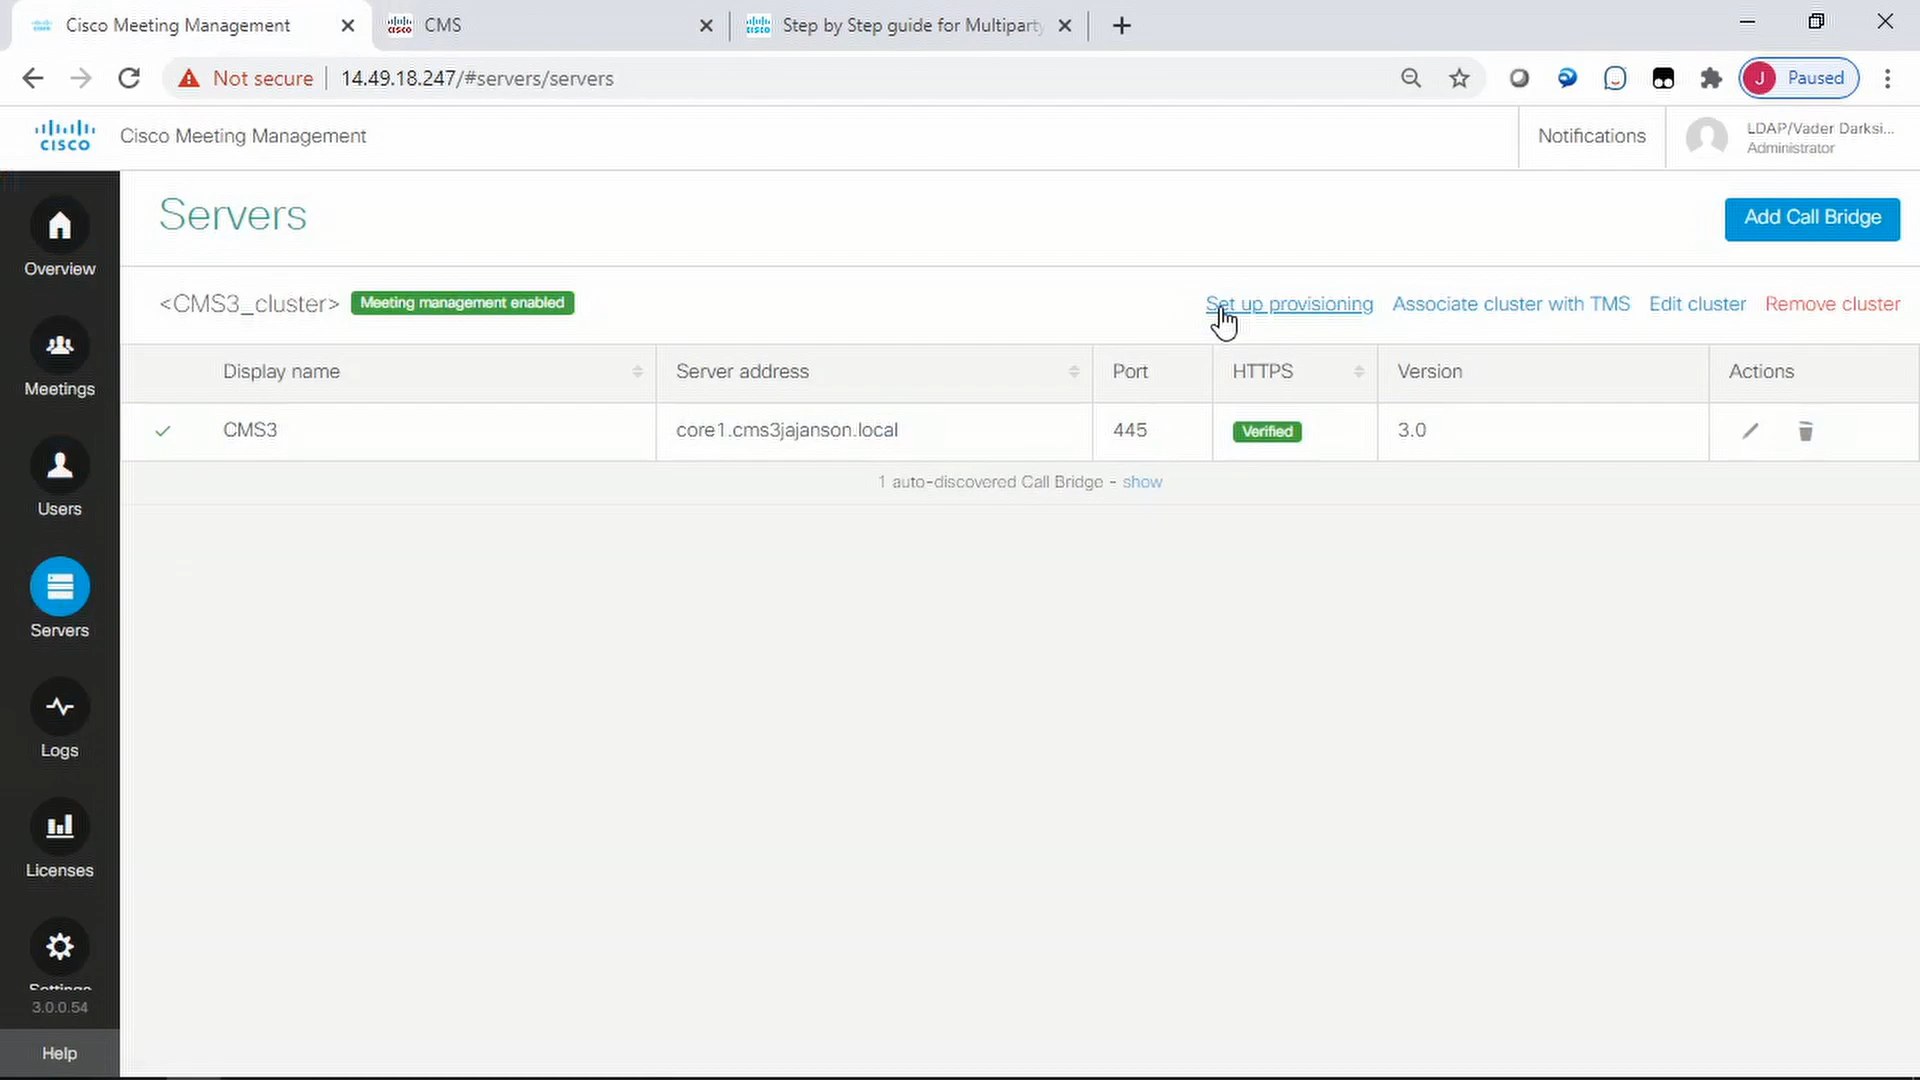 Cisco Meeting Management
CMS
Step by Step guide for Multiparty
Not secure
14.49.18.247/#servers/servers
J Paused
CISCO
Cisco Meeting Management
Notifications
LDAP/Vader Darksi...
Administrator
Overview
Meetings
Users
Servers
Logs
Licenses
Settings
3.0.0.54
Help
Servers
Add Call Bridge
<CMS3_cluster> Meeting management enabled
Set up provisioning Associate cluster with TMS Edit cluster Remove cluster
Display name Server address Port HTTPS Version Actions
CMS3 core1.cms3jajanson.local 445 Verified 3.0
1 auto-discovered Call Bridge - show